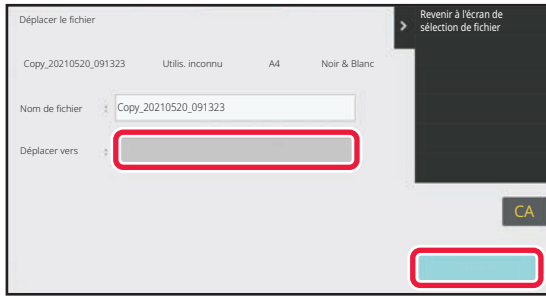 Déplacer le fichier
Revenir à l'écran de
sélection de fichier
Copy_20210520_091323 Utilis. inconnu A4 Noir & Blanc
Nom de fichier : Copy_20210520_091323
Déplacer vers :
CA